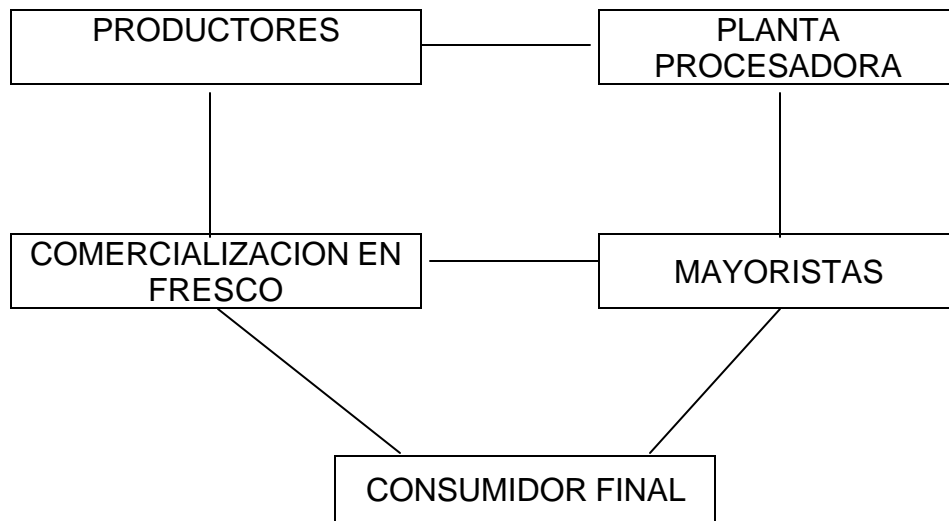 PRODUCTORES
PLANTA
PROCESADORA
COMERCIALIZACION EN
FRESCO
MAYORISTAS
CONSUMIDOR FINAL